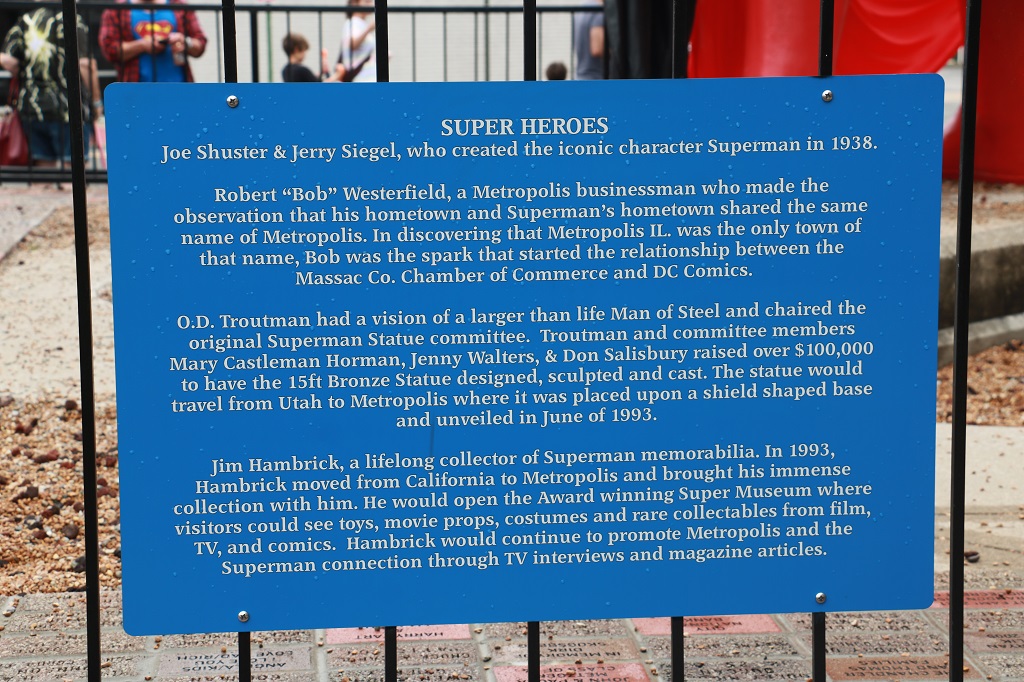 SUPER HEROES
Joe Shuster & Jerry Siegel, who created the iconic character Superman in 1938.
Robert “Bob” Westerfield, a Metropolis businessman who made the
observation that his hometown and Superman’s hometown shared the same
name of Metropolis. In discovering that Metropolis IL. was the only town of
that name, Bob was the spark that started the relationship between the
Massac Co. Chamber of Commerce and DC Comics.
O.D. Troutman had a vision of a larger than life Man of Steel and chaired the
original Superman Statue committee.  Troutman and committee members
Mary Castleman Horman, Jenny Walters, & Don Salisbury raised over $100,000
to have the 15ft Bronze Statue designed, sculpted and cast. The statue would
travel from Utah to Metropolis where it was placed upon a shield shaped base
and unveiled in June of 1993.
Jim Hambrick, a lifelong collector of Superman memorabilia. In 1993,
Hambrick moved from California to Metropolis and brought his immense
collection with him. He would open the Award winning Super Museum where
visitors could see toys, movie props, costumes and rare collectables from film,
TV, and comics.  Hambrick would continue to promote Metropolis and the
Superman connection through TV interviews and magazine articles.